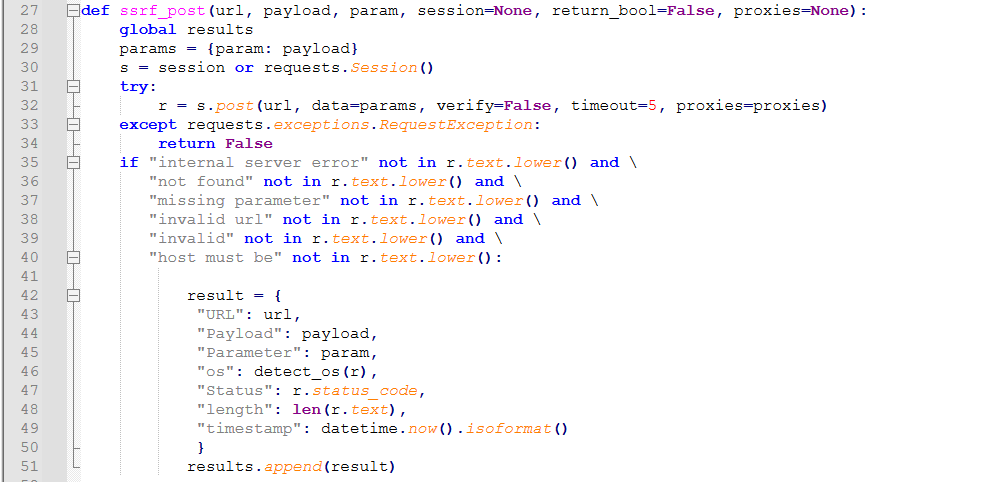 27 def ssrf_post(url, payload, param, session=None, return_bool=False, proxies=None):
28     global results
29     params = {param: payload}
30     s = session or requests.Session()
31     try:
32         r = s.post(url, data=params, verify=False, timeout=5, proxies=proxies)
33     except requests.exceptions.RequestException:
34         return False
35     if "internal server error" not in r.text.lower() and \
36        "not found" not in r.text.lower() and \
37        "missing parameter" not in r.text.lower() and \
38        "invalid url" not in r.text.lower() and \
39        "invalid" not in r.text.lower() and \
40        "host must be" not in r.text.lower():
41
42            result = {
43             "URL": url,
44             "Payload": payload,
45             "Parameter": param,
46             "os": detect_os(r),
47             "Status": r.status_code,
48             "length": len(r.text),
49             "timestamp": datetime.now().isoformat()
50             }
51            results.append(result)